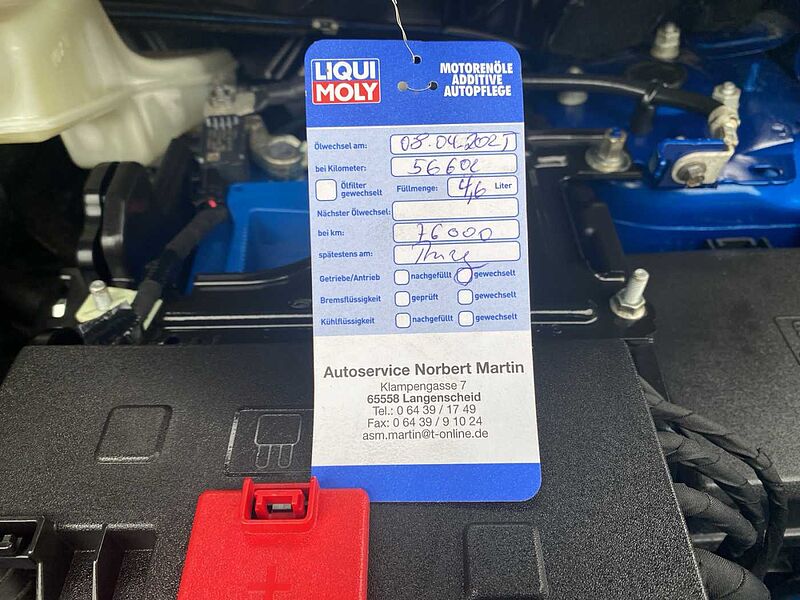 LIQUI
MOLY
MOTORENÖLE
ADDITIVE
AUTOPFLEGE
Ölwechsel am: 08.04.2021
bei Kilometer: 56602
Ölfilter
gewechselt
Füllmenge: 4,6 Liter
Nächster Ölwechsel:
bei km: 76000
spätestens am:
Getriebe/Antrieb nachgefüllt gewechselt
Bremsflüssigkeit geprüft gewechselt
Kühlflüssigkeit nachgefüllt gewechselt
Autoservice Norbert Martin
Klampengasse 7
65558 Langenscheid
Tel.: 0 64 39 / 17 49
Fax: 0 64 39 / 9 10 24
asm.martin@t-online.de